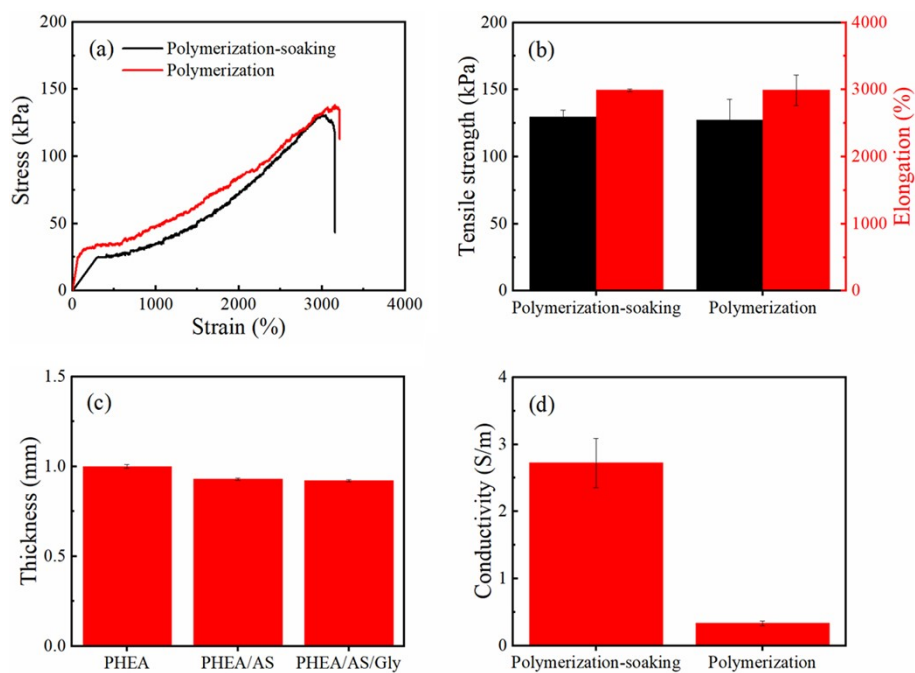 (a)
Polymerization-soaking
Polymerization
Stress (kPa)
200
150
100
50
0
0 1000 2000 3000 4000
Strain (%)
(b)
Tensile strength (kPa)
200
150
100
50
0
Elongation (%)
4000
3000
2000
1000
0
Polymerization-soaking Polymerization
(c)
Thickness (mm)
1.5
1.0
0.5
0.0
PHEA PHEA/AS PHEA/AS/Gly
(d)
Conductivity (S/m)
4
3
2
1
0
Polymerization-soaking Polymerization